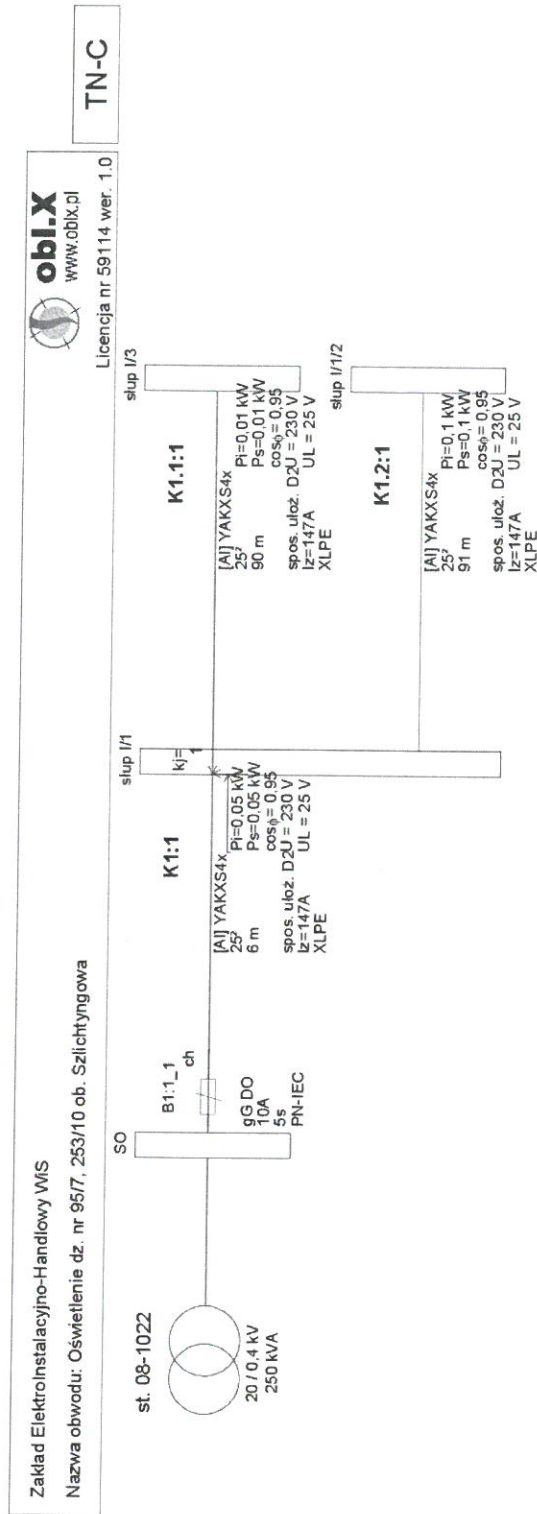 Zakład ElektroInstalacyjno-Handlowy WiS
Nazwa obwodu: Oświetlenie dz. nr 95/7, 253/10 ob. Szlichtyngowa
obl.X
www.oblx.pl
Licencja nr 59114 wer. 1.0
TN-C
st. 08-1022
20 / 0,4 kV
250 kVA
SO
B1:1_1
ch
gG DO
10A
5s
PN-IEC
K1:1
[Al] YAKXS4x
25²
6 m
Pi=0,05 kW
Ps=0,05 kW
cosϕ= 0,95
spos. ułoż. D2U = 230 V
Iz=147A UL = 25 V
XLPE
słup I/1
kj=
1
K1.1:1
[Al] YAKXS4x
25²
90 m
Pi=0,01 kW
Ps=0,01 kW
cosϕ= 0,95
spos. ułoż. D2U = 230 V
Iz=147A UL = 25 V
XLPE
słup I/3
K1.2:1
[Al] YAKXS4x
25²
91 m
Pi=0,1 kW
Ps=0,1 kW
cosϕ= 0,95
spos. ułoż. D2U = 230 V
Iz=147A UL = 25 V
XLPE
słup I/1/2